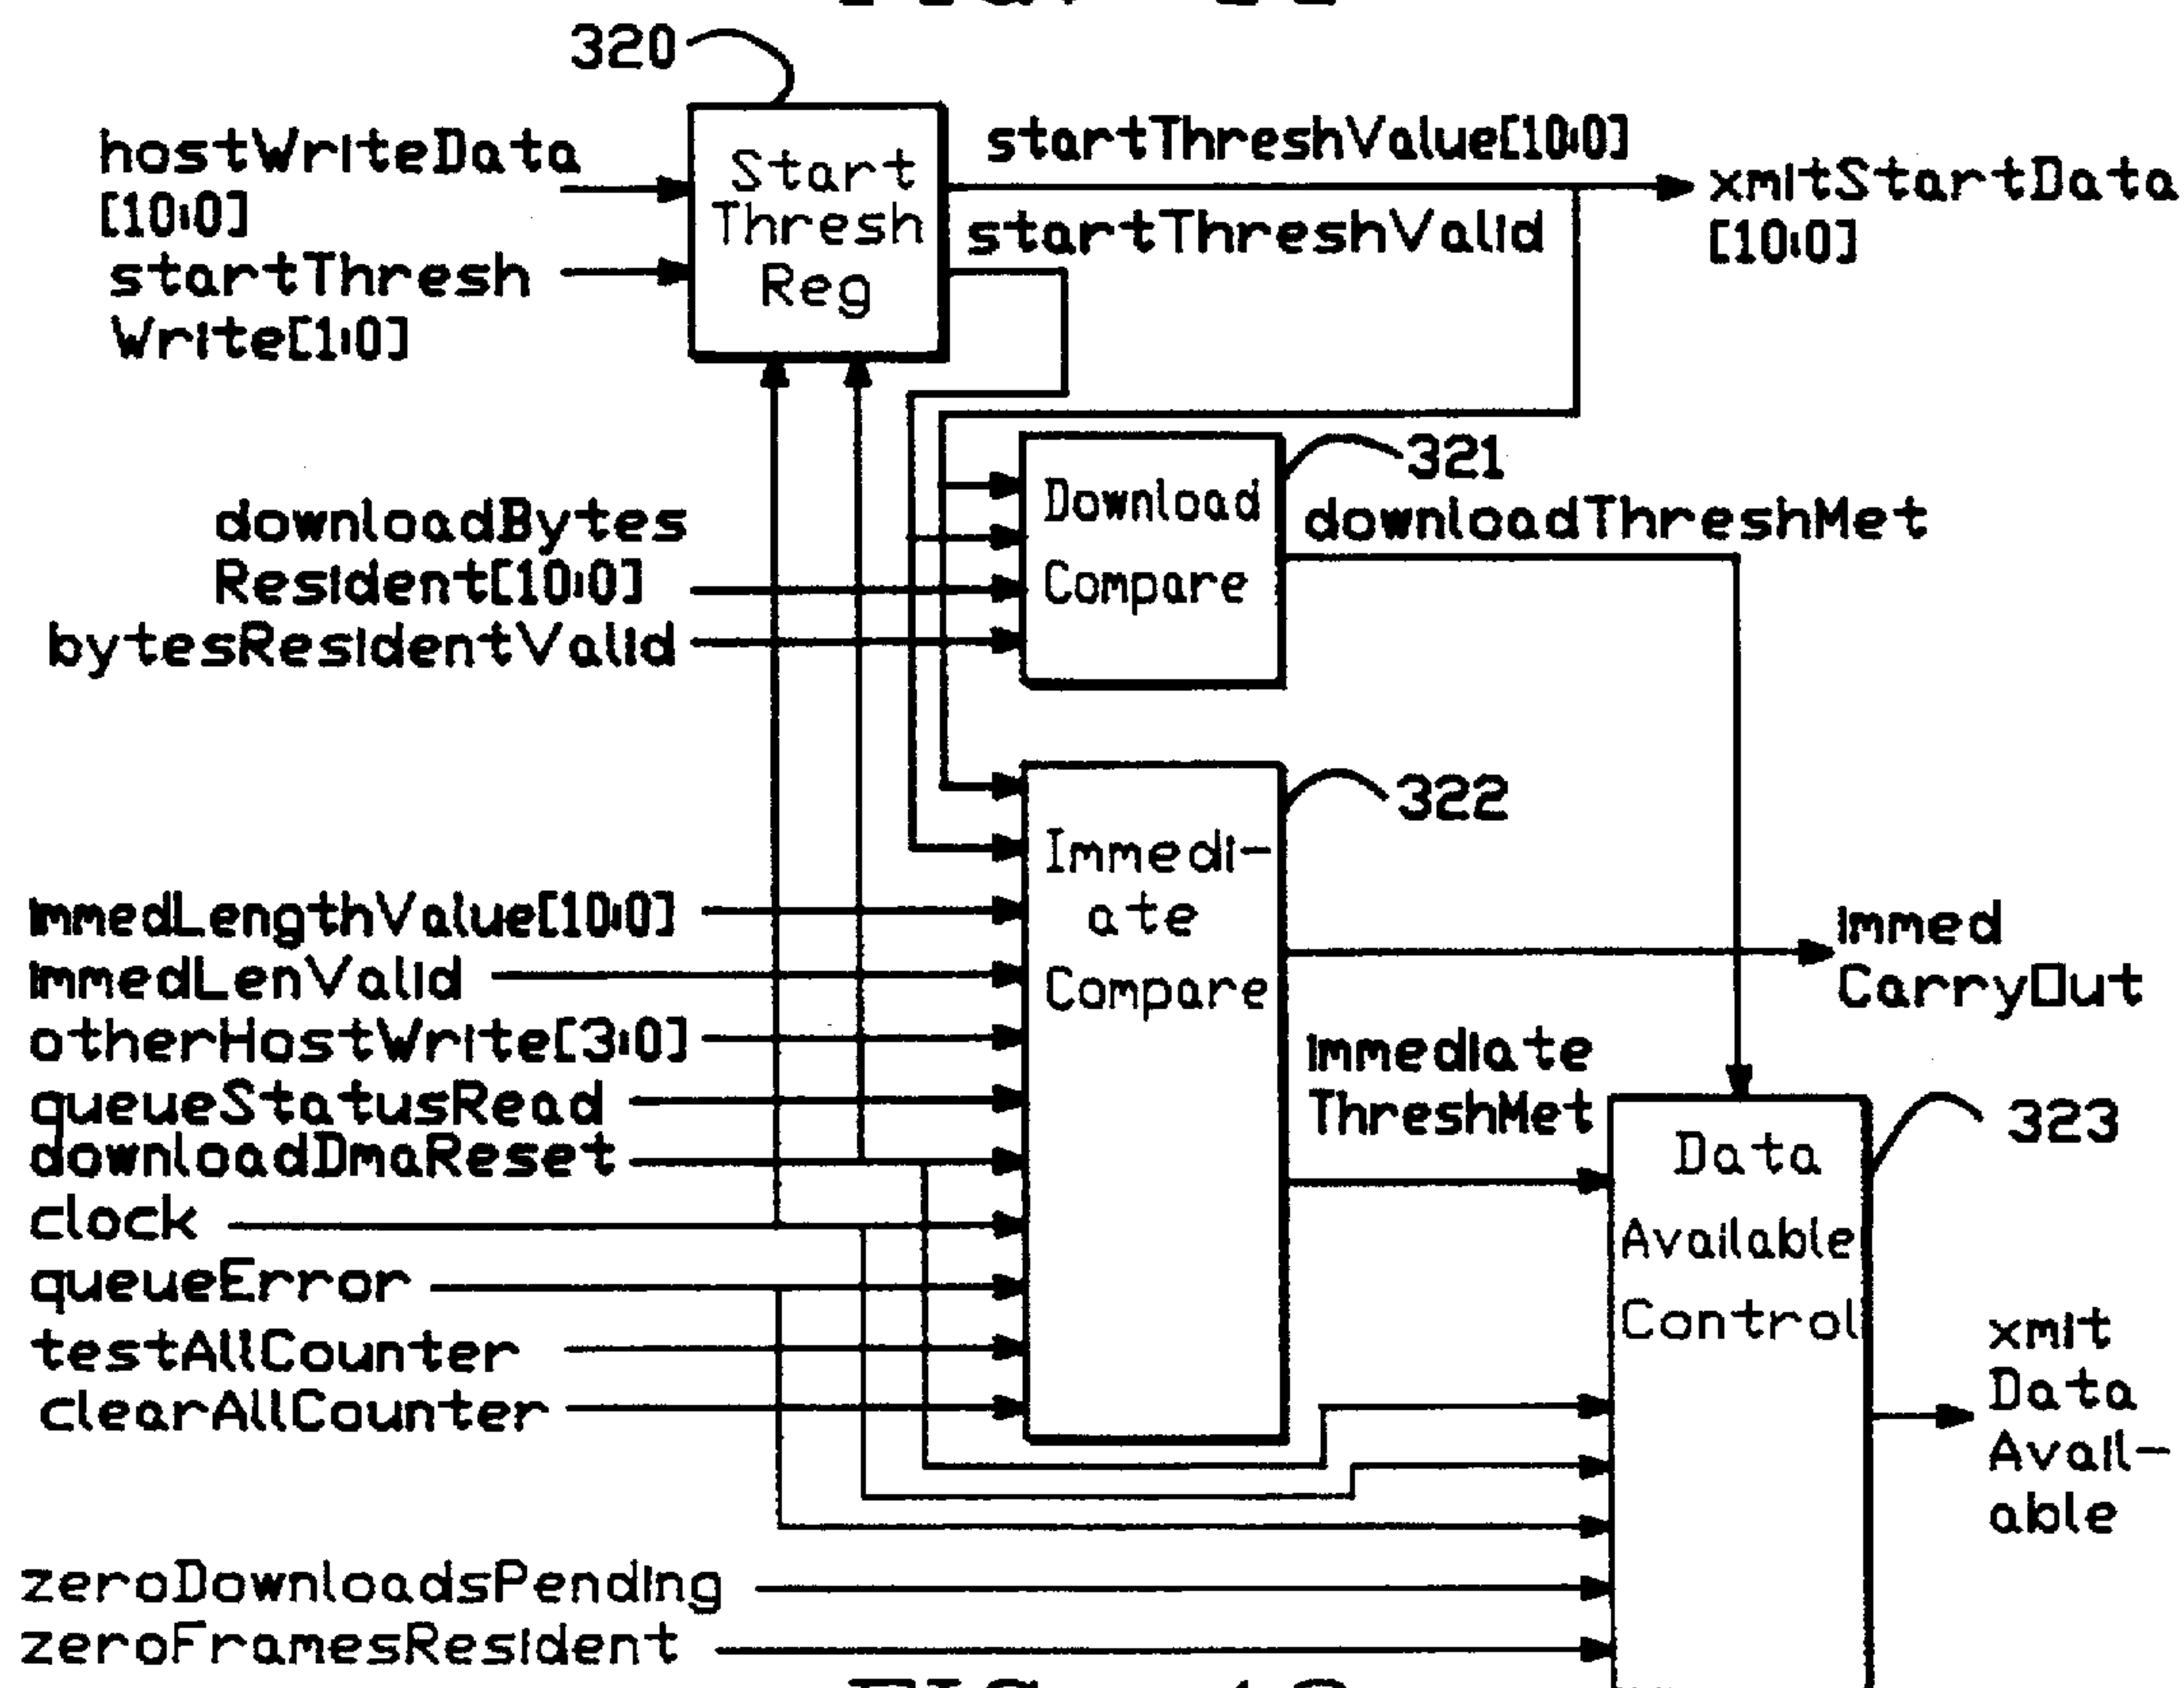 320
hostWriteData
[10:0]
startThresh
Write[1:0]
Start
Thresh
Reg
startThreshValue[10:0]
startThreshValid
xmitStartData
[10:0]
downloadBytes
Resident[10:0]
bytesResidentValid
Download
Compare
321
downloadThreshMet
322
Immedi-
ate
Compare
immedLengthValue[10:0]
immedLenValid
otherHostWrite[3:0]
queueStatusRead
downloadDmaReset
clock
queueError
testAllCounter
clearAllCounter
immed
CarryOut
immediate
ThreshMet
323
Data
Available
Control
xmit
Data
Avail-
able
zeroDownloadsPending
zeroFramesResident